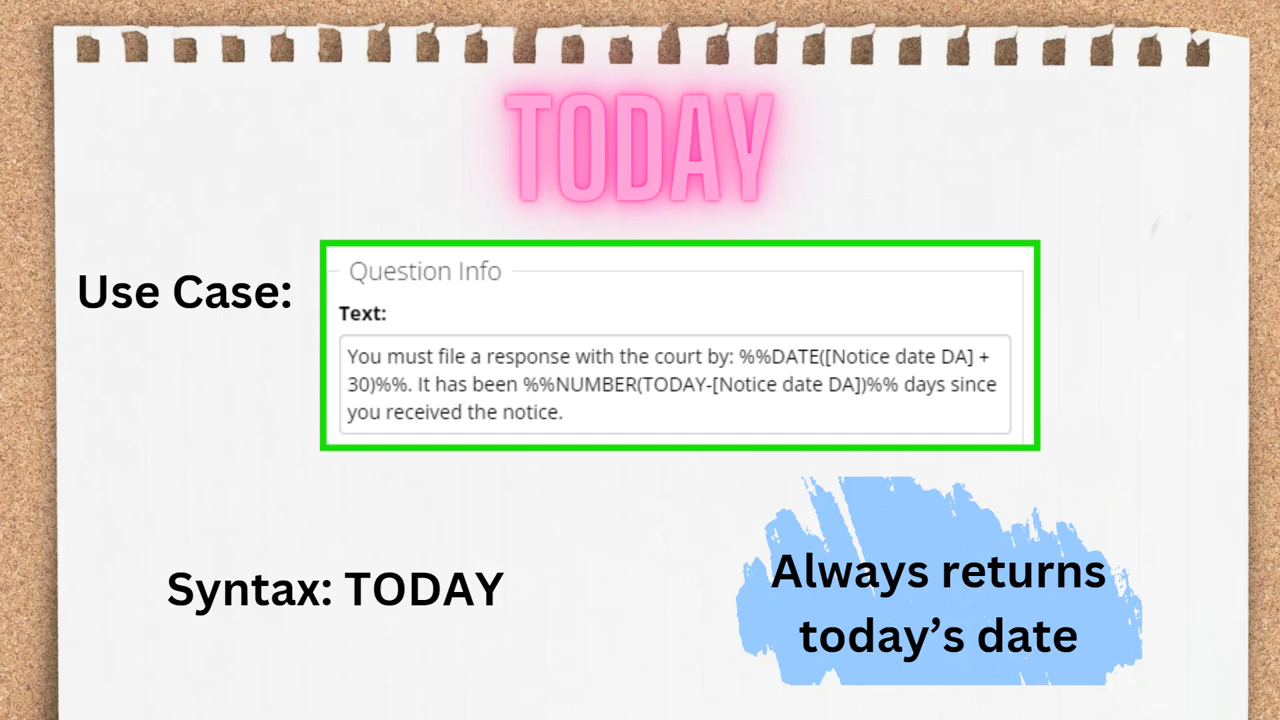 TODAY
Use Case:
Question Info
Text:
You must file a response with the court by: %%DATE([Notice date DA] +
30)%%. It has been %%NUMBER(TODAY-[Notice date DA])%% days since
you received the notice.
Syntax: TODAY
Always returns
today’s date